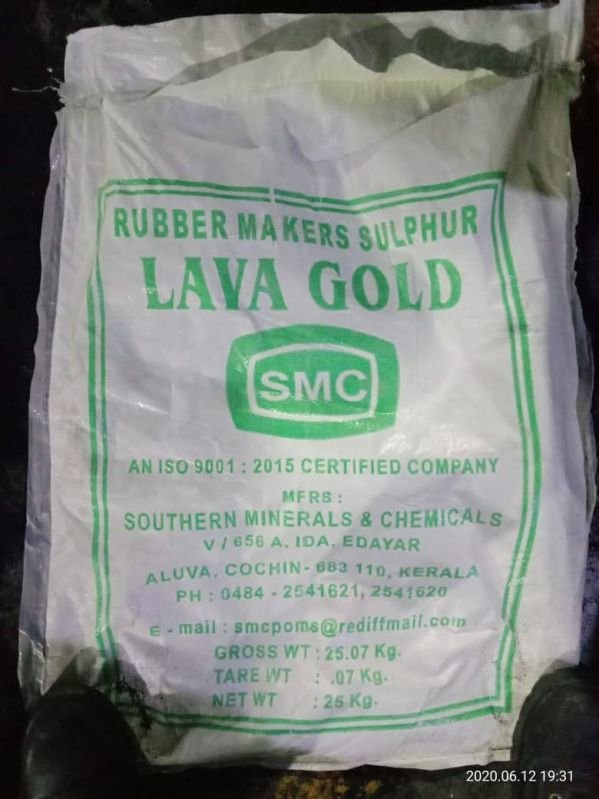 RUBBER MAKERS SULPHUR
LAVA GOLD
SMC
AN ISO 9001 : 2015 CERTIFIED COMPANY
MFRS :
SOUTHERN MINERALS & CHEMICALS
V / 656 A, IDA, EDAYAR
ALUVA, COCHIN - 683 110, KERALA
PH : 0484 - 2541621, 2541620
E - mail : smcpoms@rediffmail.com
GROSS WT : 25.07 Kg.
TARE WT : .07 Kg.
NET WT : 25 Kg.
2020.06.12 19:31